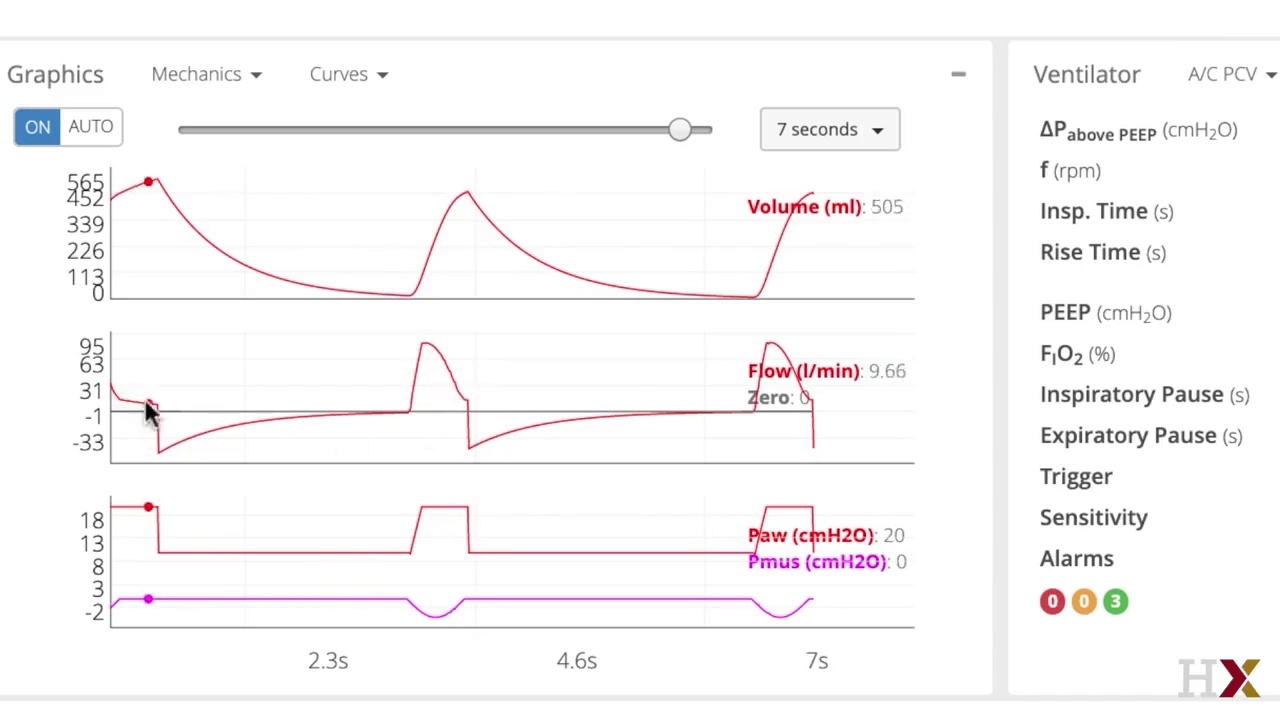 Graphics Mechanics Curves
ON AUTO 7 seconds
565
452
339
226
113
0
Volume (ml): 505
95
63
31
-1
-33
Flow (l/min): 9.66
Zero: 0
18
13
8
3
-2
Paw (cmH2O): 20
Pmus (cmH2O): 0
2.3s 4.6s 7s
Ventilator A/C PCV
ΔPabove PEEP (cmH2O)
f (rpm)
Insp. Time (s)
Rise Time (s)
PEEP (cmH2O)
FIO2 (%)
Inspiratory Pause (s)
Expiratory Pause (s)
Trigger
Sensitivity
Alarms
0 0 3
HX